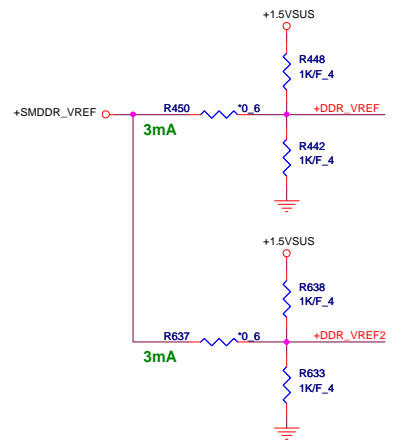 +1.5VSUS
R448
1K/F_4
+SMDDR_VREF
R450
*0_6
+DDR_VREF
3mA
R442
1K/F_4
+1.5VSUS
R638
1K/F_4
R637
*0_6
+DDR_VREF2
3mA
R633
1K/F_4